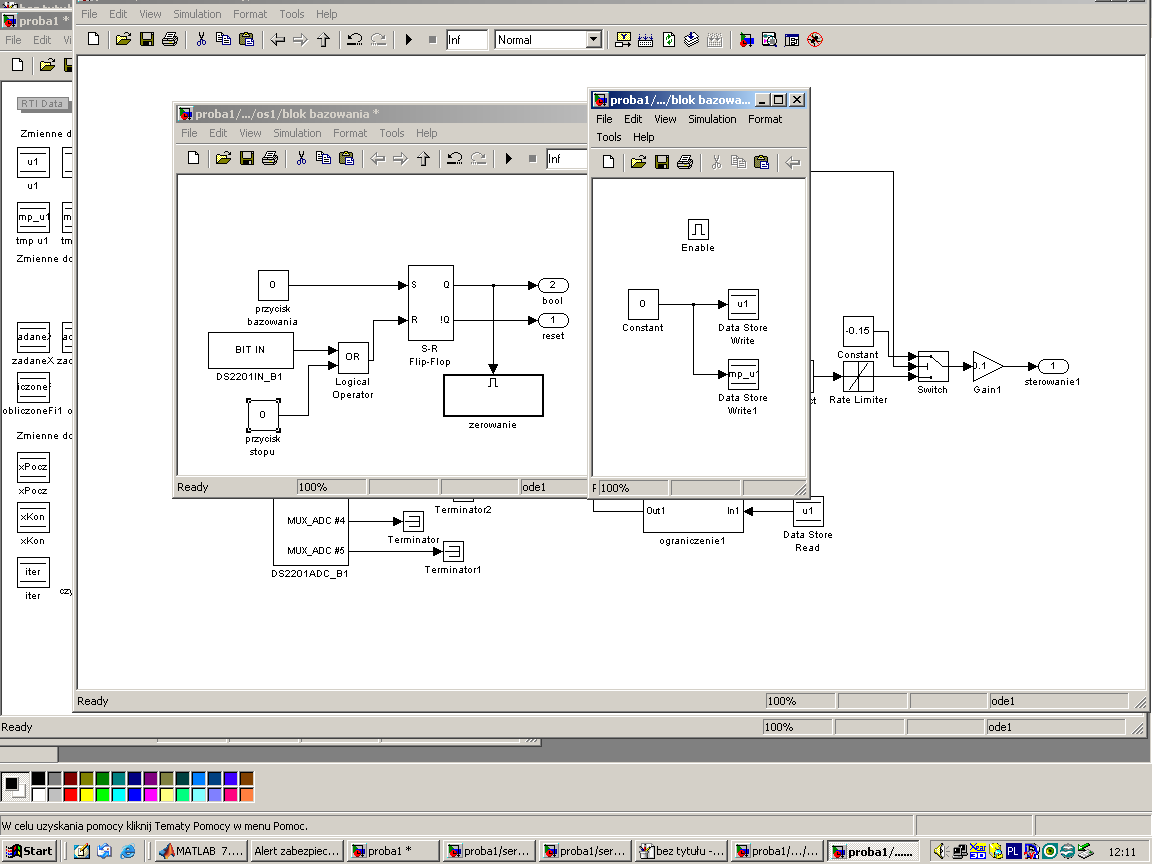 proba1 *
File Edit View Simulation Format Tools Help
Inf Normal
File Edit Vi
RTI Data
Zmienne d
u1
u1
mp_u1
tmp u1
Zmienne do
zadaneX
zadaneX
iczoneF
obliczoneFi1
Zmienne do
xPocz
xPocz
xKon
xKon
iter
iter
proba1/.../os1/blok bazowania *
File Edit View Simulation Format Tools Help
Inf
0
przycisk
bazowania
BIT IN
DS2201IN_B1
0
przycisk
stopu
OR
Logical
Operator
S Q
R !Q
S-R
Flip-Flop
2
bool
1
reset
zerowanie
Ready 100% ode1
proba1/.../blok bazowa...
File Edit View Simulation Format
Tools Help
Enable
0
Constant
u1
Data Store
Write
mp_u1
Data Store
Write1
100%
-0.15
Constant
Rate Limiter
Switch
0.1
Gain1
1
sterowanie1
MUX_ADC #4
MUX_ADC #5
DS2201ADC_B1
Terminator
Terminator1
Terminator2
Out1 In1
ograniczenie1
u1
Data Store
Read
Ready 100% ode1
Ready 100% ode1
W celu uzyskania pomocy kliknij Tematy Pomocy w menu Pomoc.
Start MATLAB 7.... Alert zabezpiec... proba1 * proba1/ser... proba1/ser... bez tytułu -... proba1/.../... proba1/...... PL 12:11